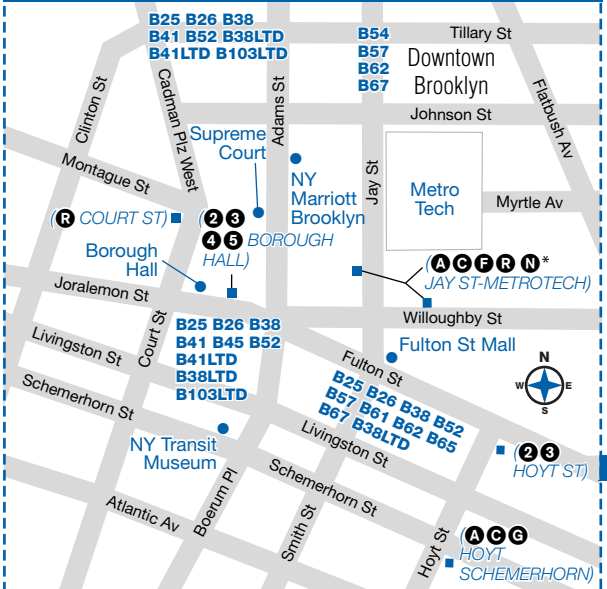 B25 B26 B38
B41 B52 B38LTD
B41LTD B103LTD
B54
B57
B62
B67
Tillary St
Downtown
Brooklyn
Clinton St
Cadman Plz West
Adams St
Jay St
Flatbush Av
Johnson St
Supreme
Court
NY
Marriott
Brooklyn
Metro
Tech
Myrtle Av
Montague St
(R COURT ST)
(2 3
4 5 BOROUGH
HALL)
Borough
Hall
(A C F R N*
JAY ST-METROTECH)
Joralemon St
Willoughby St
Court St
B25 B26 B38
B41 B45 B52
B41LTD
B38LTD
B103LTD
Fulton St Mall
Fulton St
N
W E
S
Livingston St
Schemerhorn St
B25 B26 B38 B52
B57 B61 B62 B65
B67 B38LTD
NY Transit
Museum
Livingston St
(2 3
HOYT ST)
Schemerhorn St
Atlantic Av
Boerum Pl
Smith St
Hoyt St
(A C G
HOYT
SCHEMERHORN)